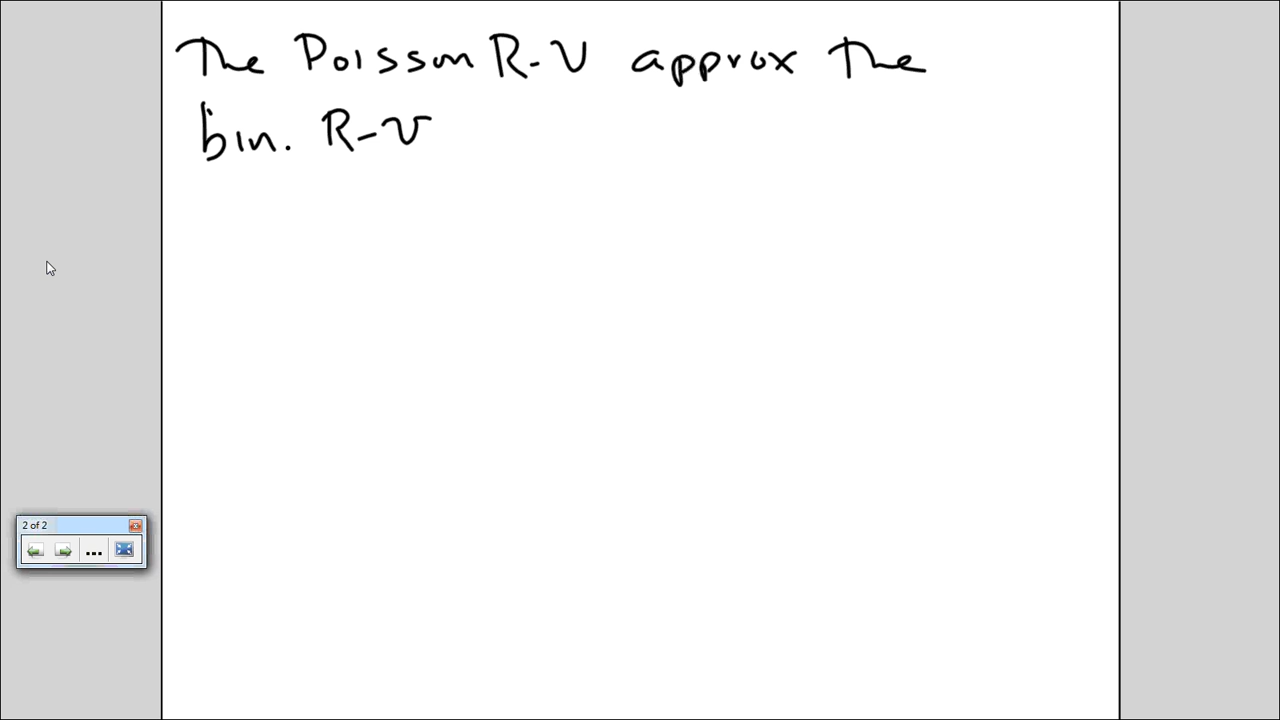 The Poisson R-V approx the
bin. R-V
2 of 2
...